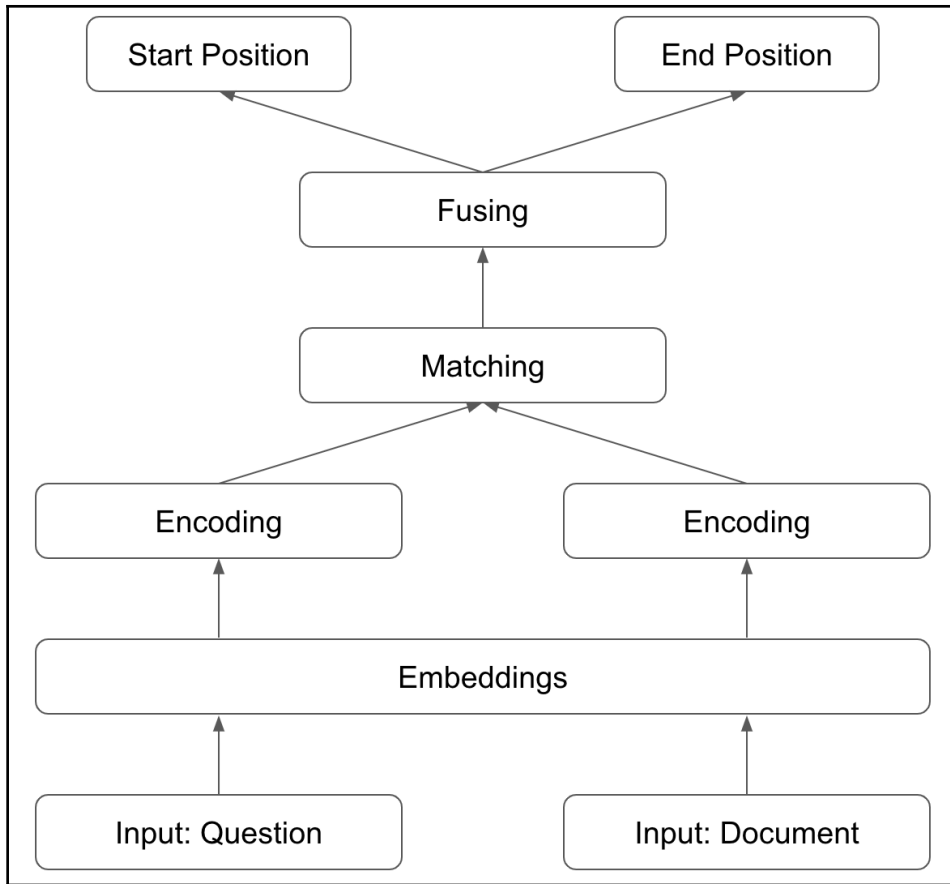 Start Position
End Position
Fusing
Matching
Encoding
Encoding
Embeddings
Input: Question
Input: Document